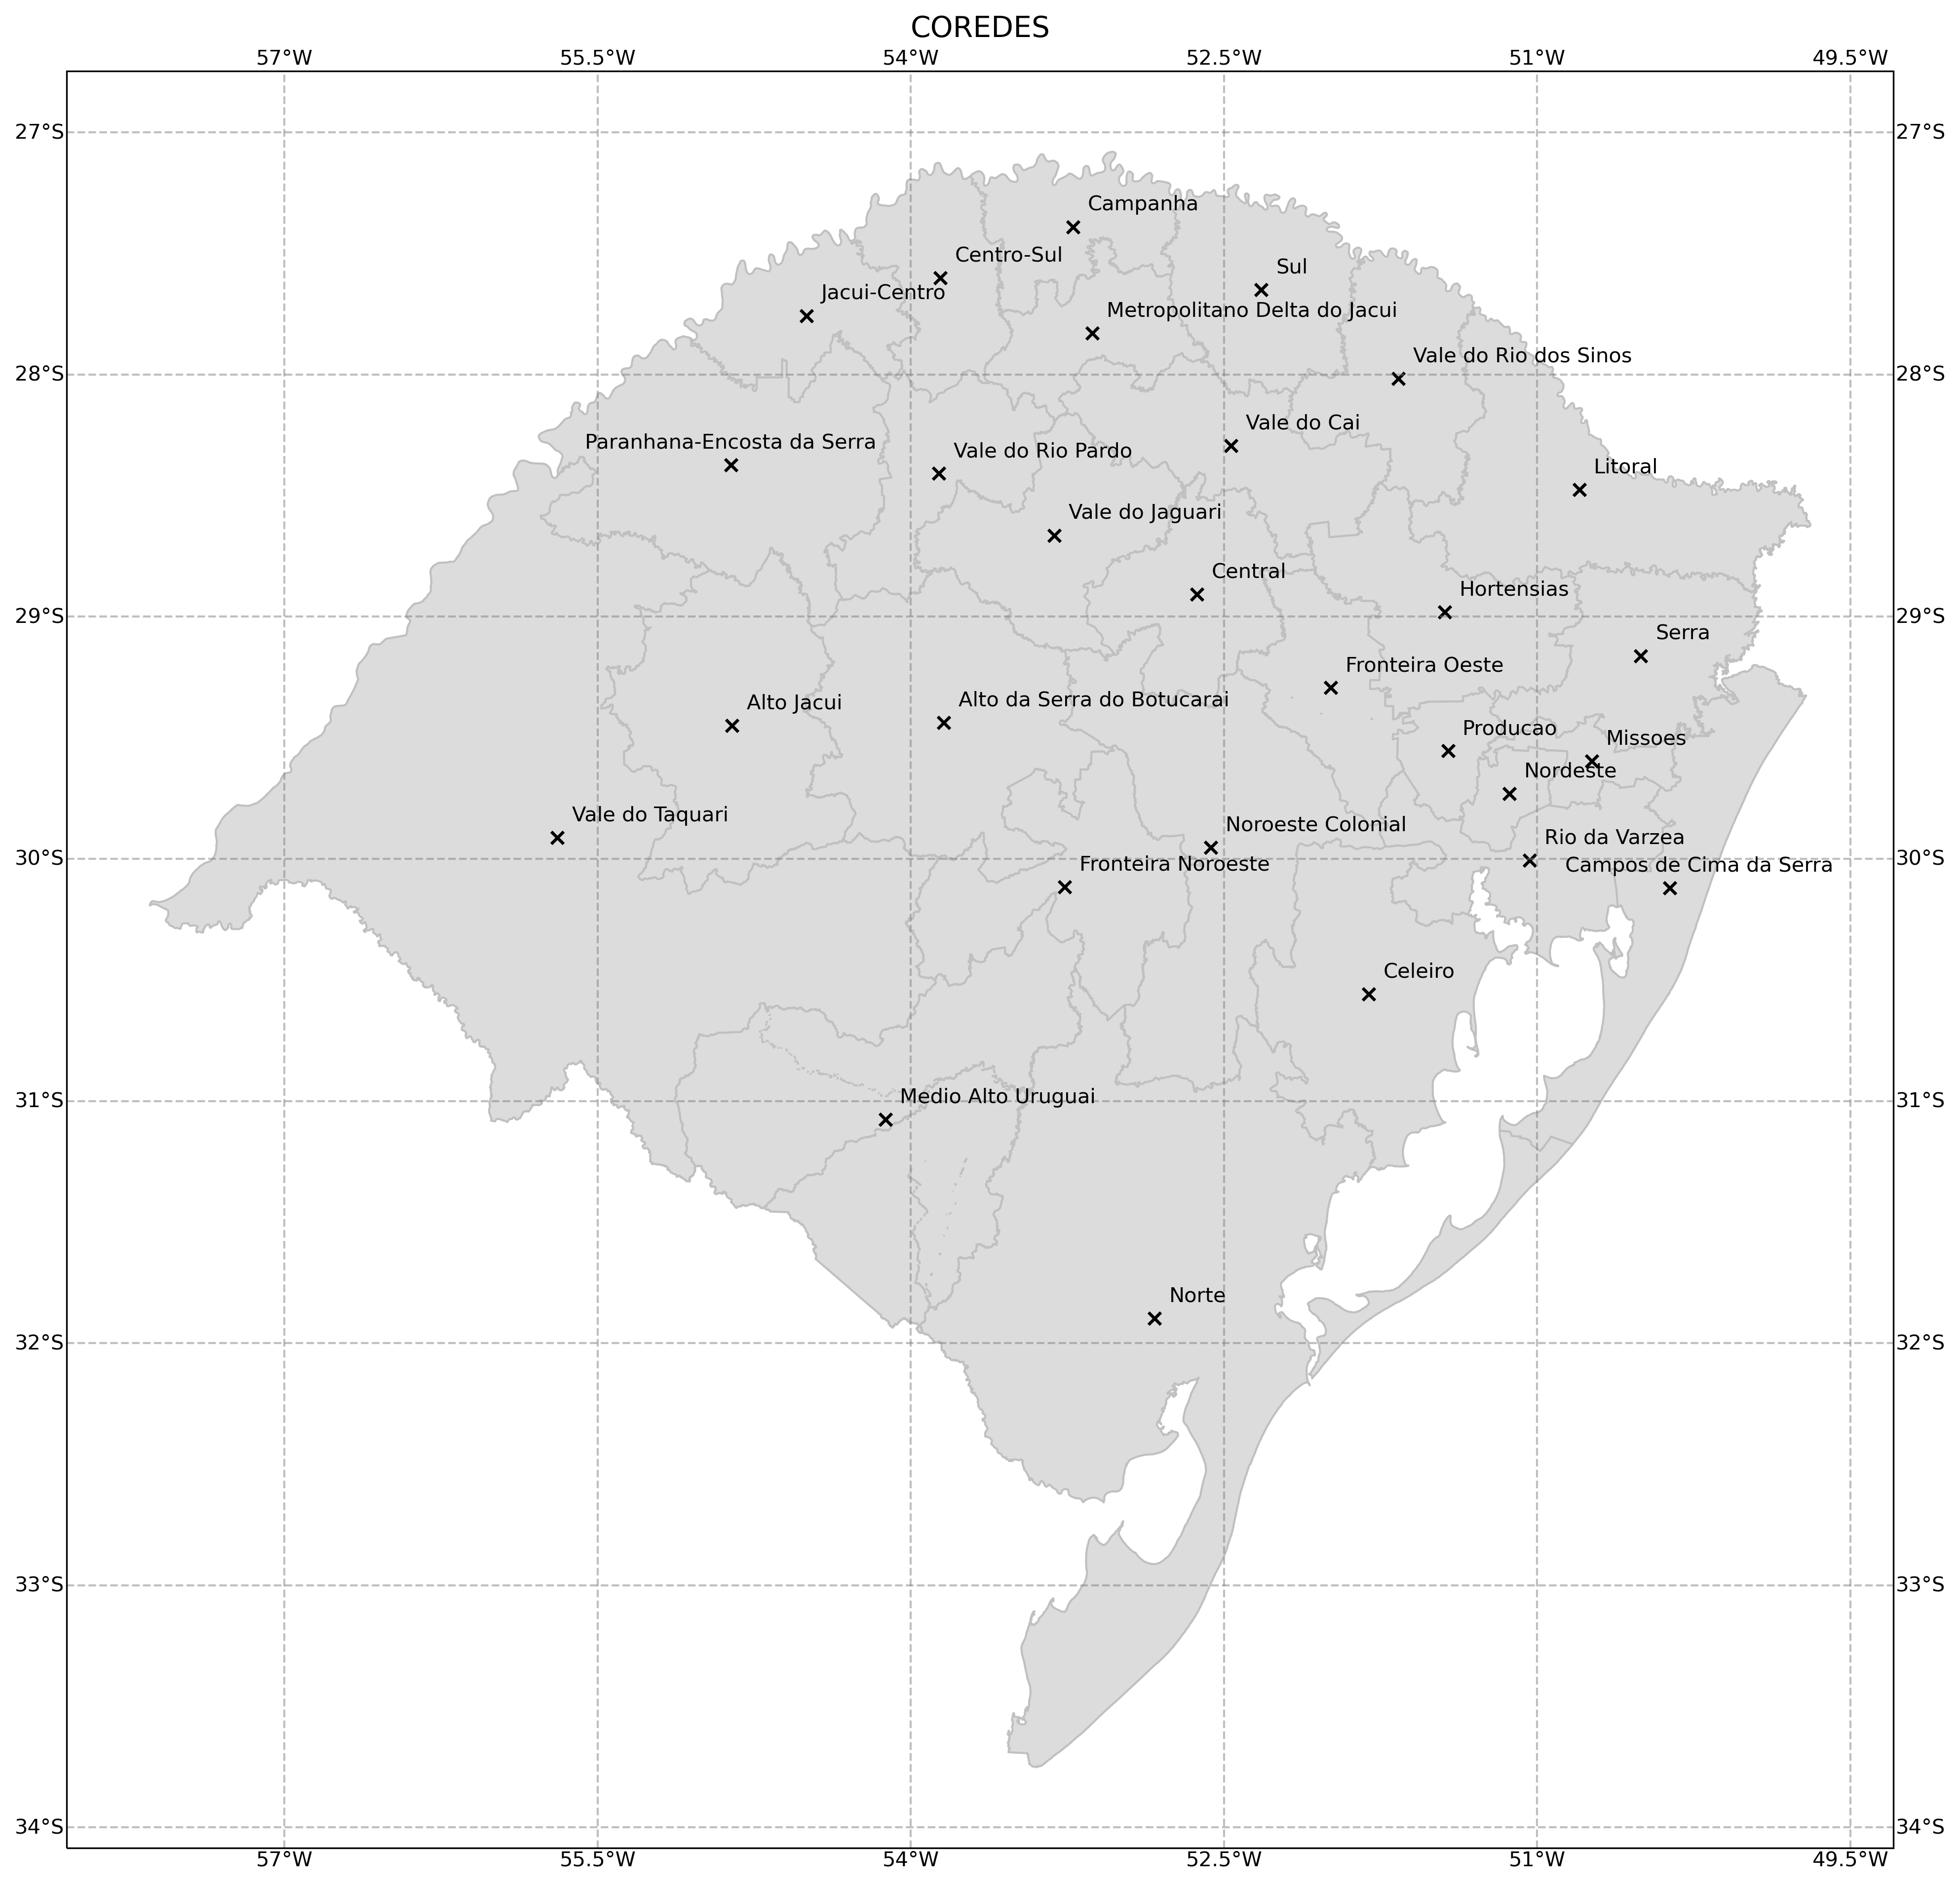 COREDES
57°W 55.5°W 54°W 52.5°W 51°W 49.5°W
27°S 27°S
Campanha
Centro-Sul
Sul
Jacui-Centro
Metropolitano Delta do Jacui
Vale do Rio dos Sinos
28°S 28°S
Vale do Cai
Paranhana-Encosta da Serra
Vale do Rio Pardo
Litoral
Vale do Jaguari
Central
Hortensias
29°S 29°S
Serra
Fronteira Oeste
Alto da Serra do Botucarai
Alto Jacui
Producao
Missoes
Nordeste
Vale do Taquari
Noroeste Colonial
Rio da Varzea
30°S 30°S
Fronteira Noroeste
Campos de Cima da Serra
Celeiro
Medio Alto Uruguai
31°S 31°S
Norte
32°S 32°S
33°S 33°S
34°S 34°S
57°W 55.5°W 54°W 52.5°W 51°W 49.5°W